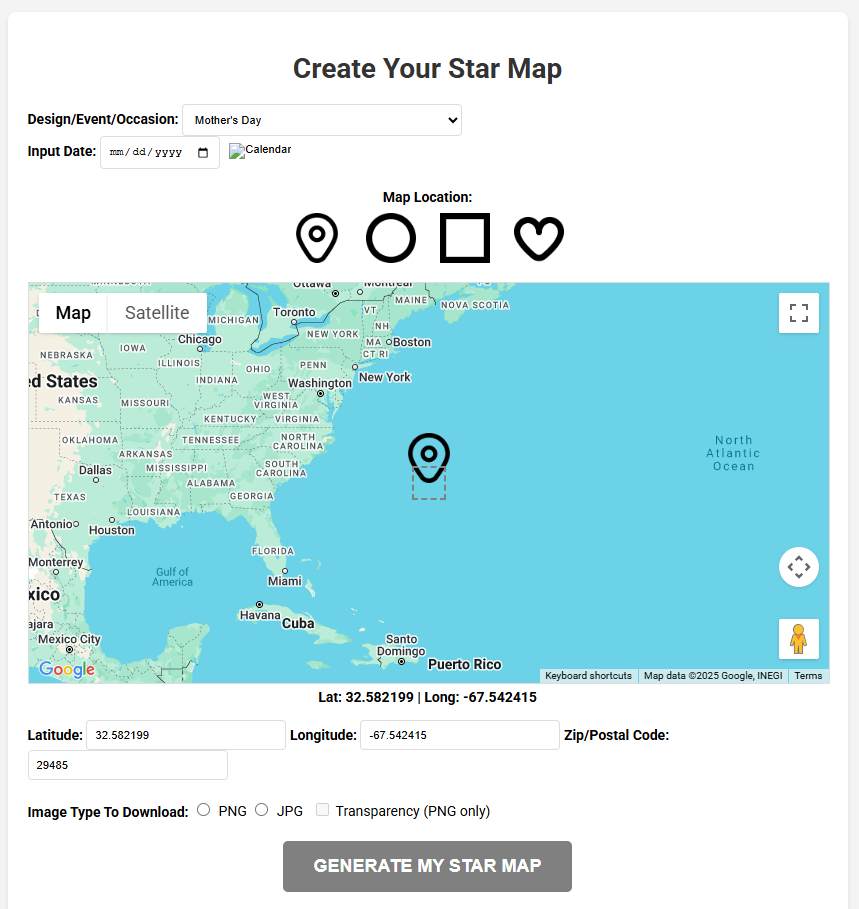 Create Your Star Map
Design/Event/Occasion: Mother's Day
Input Date: mm/dd/yyyy Calendar
Map Location:
Map Satellite
Ottawa Montreal
MAINE NOVA SCOTIA
Toronto VT
MICHIGAN NH
NEW YORK
Chicago MA Boston
IOWA CT RI
NEBRASKA
ILLINOIS OHIO PENN
INDIANA New York
ed States Washington
KANSAS MISSOURI WEST
VIRGINIA
KENTUCKY VIRGINIA
OKLAHOMA TENNESSEE NORTH
CAROLINA
North
Atlantic
Ocean
ARKANSAS
Dallas MISSISSIPPI SOUTH
CAROLINA
ALABAMA
TEXAS GEORGIA
LOUISIANA
Antonio Houston
FLORIDA
Monterrey
Gulf of
America
Miami
xico
Havana Cuba
ajara
Mexico City Santo
Domingo
Puerto Rico
Google
Keyboard shortcuts Map data ©2025 Google, INEGI Terms
Lat: 32.582199 | Long: -67.542415
Latitude: 32.582199 Longitude: -67.542415 Zip/Postal Code:
29485
Image Type To Download: PNG JPG Transparency (PNG only)
GENERATE MY STAR MAP